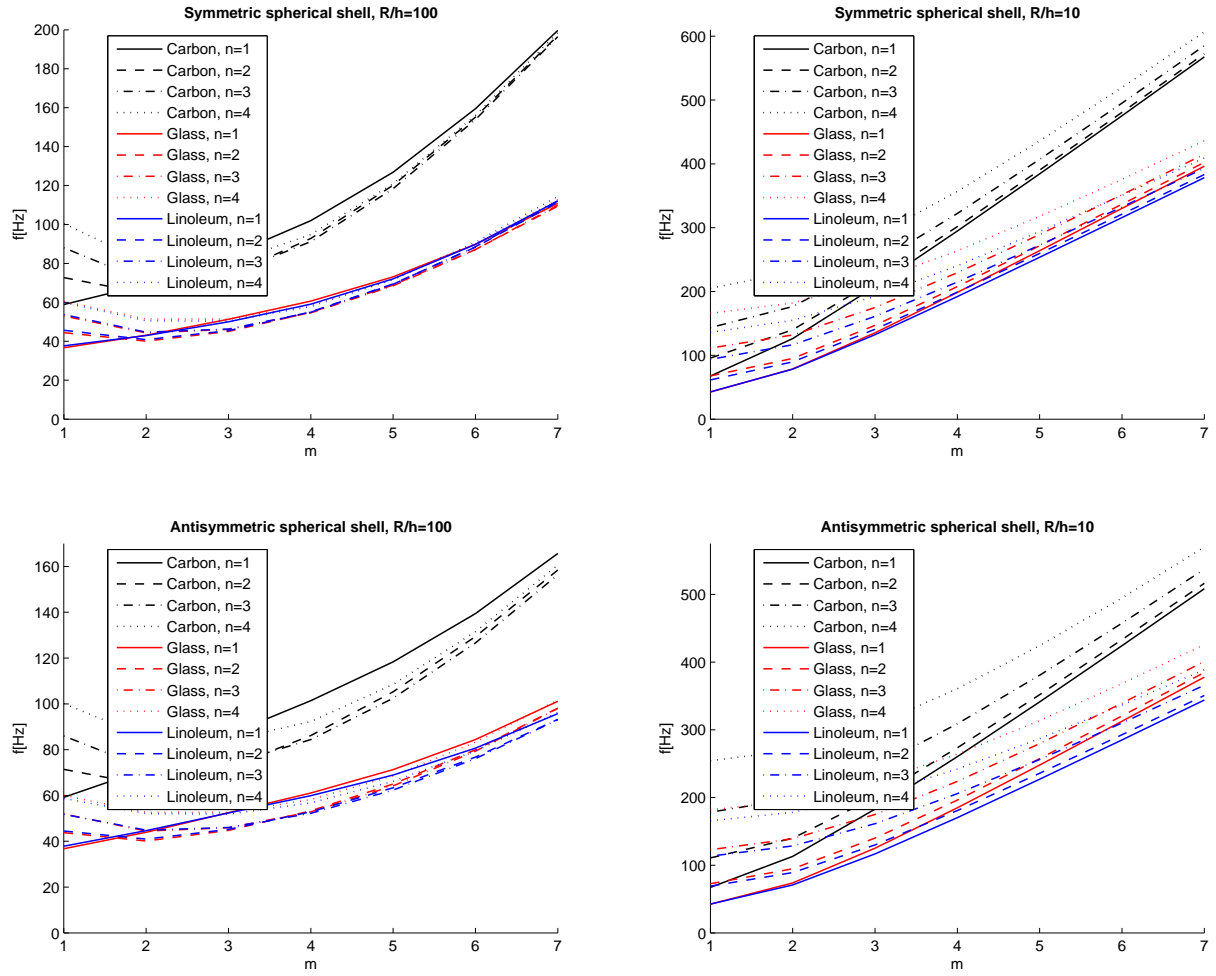 Symmetric spherical shell, R/h=100
200
180
160
140
120
100
80
60
40
20
0
f[Hz]
Carbon, n=1
Carbon, n=2
Carbon, n=3
Carbon, n=4
Glass, n=1
Glass, n=2
Glass, n=3
Glass, n=4
Linoleum, n=1
Linoleum, n=2
Linoleum, n=3
Linoleum, n=4
1 2 3 4 5 6 7
m
Symmetric spherical shell, R/h=10
600
500
400
300
200
100
0
f[Hz]
Carbon, n=1
Carbon, n=2
Carbon, n=3
Carbon, n=4
Glass, n=1
Glass, n=2
Glass, n=3
Glass, n=4
Linoleum, n=1
Linoleum, n=2
Linoleum, n=3
Linoleum, n=4
1 2 3 4 5 6 7
m
Antisymmetric spherical shell, R/h=100
160
140
120
100
80
60
40
20
0
f[Hz]
Carbon, n=1
Carbon, n=2
Carbon, n=3
Carbon, n=4
Glass, n=1
Glass, n=2
Glass, n=3
Glass, n=4
Linoleum, n=1
Linoleum, n=2
Linoleum, n=3
Linoleum, n=4
1 2 3 4 5 6 7
m
Antisymmetric spherical shell, R/h=10
500
400
300
200
100
0
f[Hz]
Carbon, n=1
Carbon, n=2
Carbon, n=3
Carbon, n=4
Glass, n=1
Glass, n=2
Glass, n=3
Glass, n=4
Linoleum, n=1
Linoleum, n=2
Linoleum, n=3
Linoleum, n=4
1 2 3 4 5 6 7
m